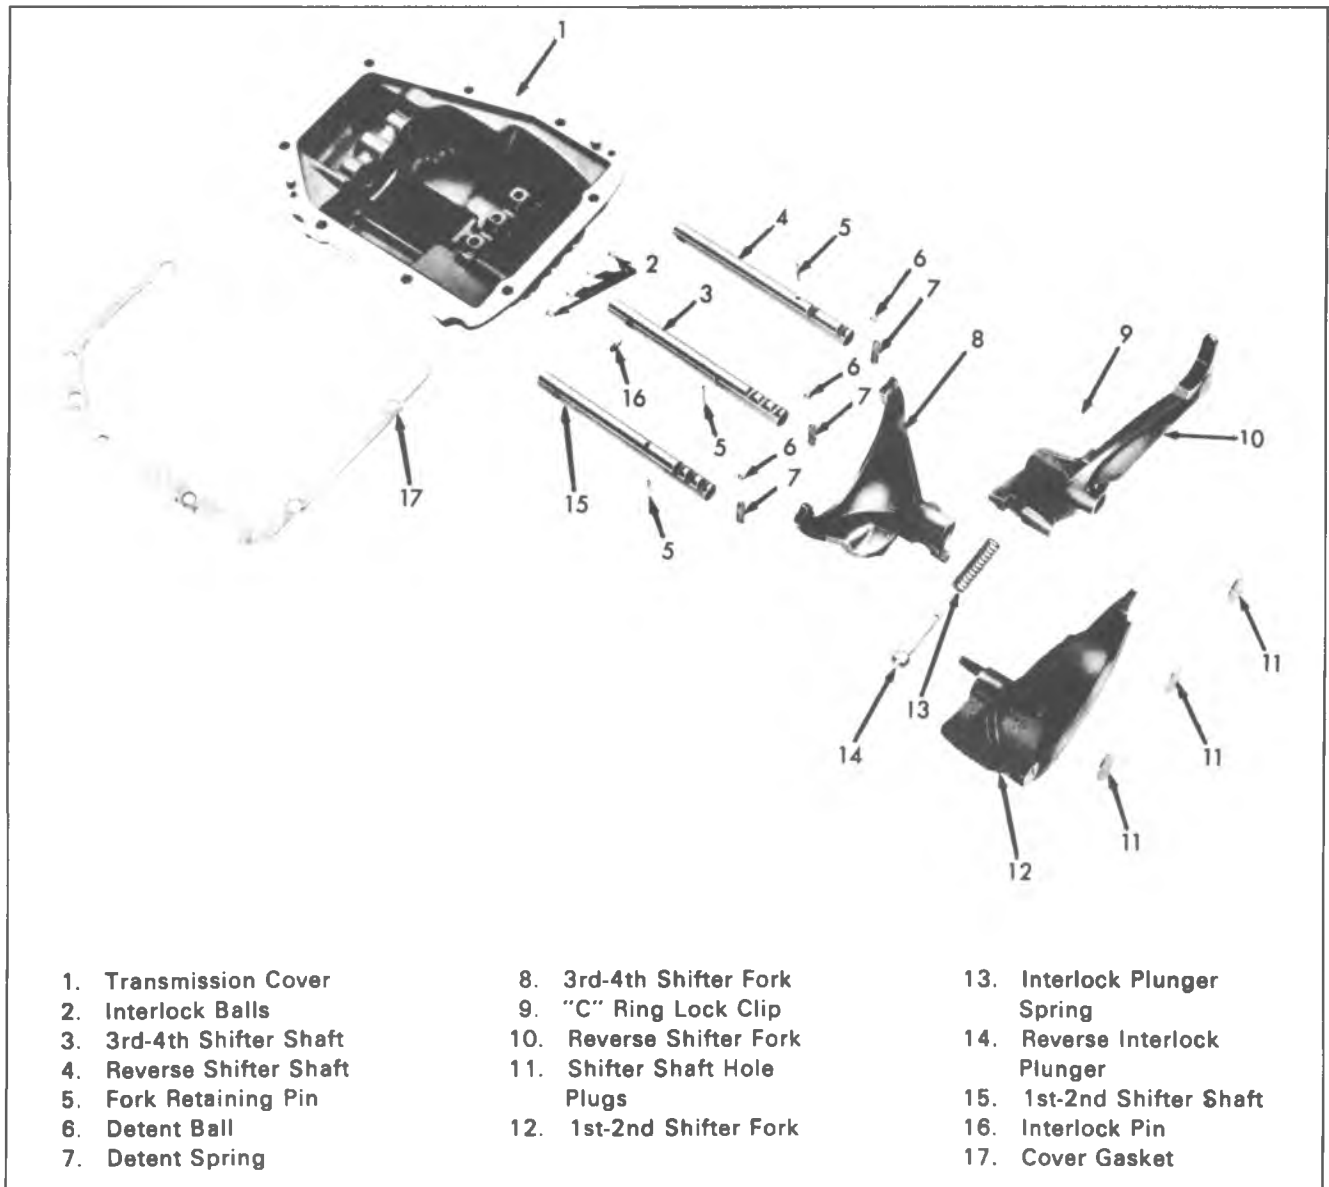 1
2
3
4
5
6
7
8
9
10
5
6
7
6
7
16
5
15
17
5
11
11
11
13
14
12
1. Transmission Cover
2. Interlock Balls
3. 3rd-4th Shifter Shaft
4. Reverse Shifter Shaft
5. Fork Retaining Pin
6. Detent Ball
7. Detent Spring
8. 3rd-4th Shifter Fork
9. "C" Ring Lock Clip
10. Reverse Shifter Fork
11. Shifter Shaft Hole
Plugs
12. 1st-2nd Shifter Fork
13. Interlock Plunger
Spring
14. Reverse Interlock
Plunger
15. 1st-2nd Shifter Shaft
16. Interlock Pin
17. Cover Gasket